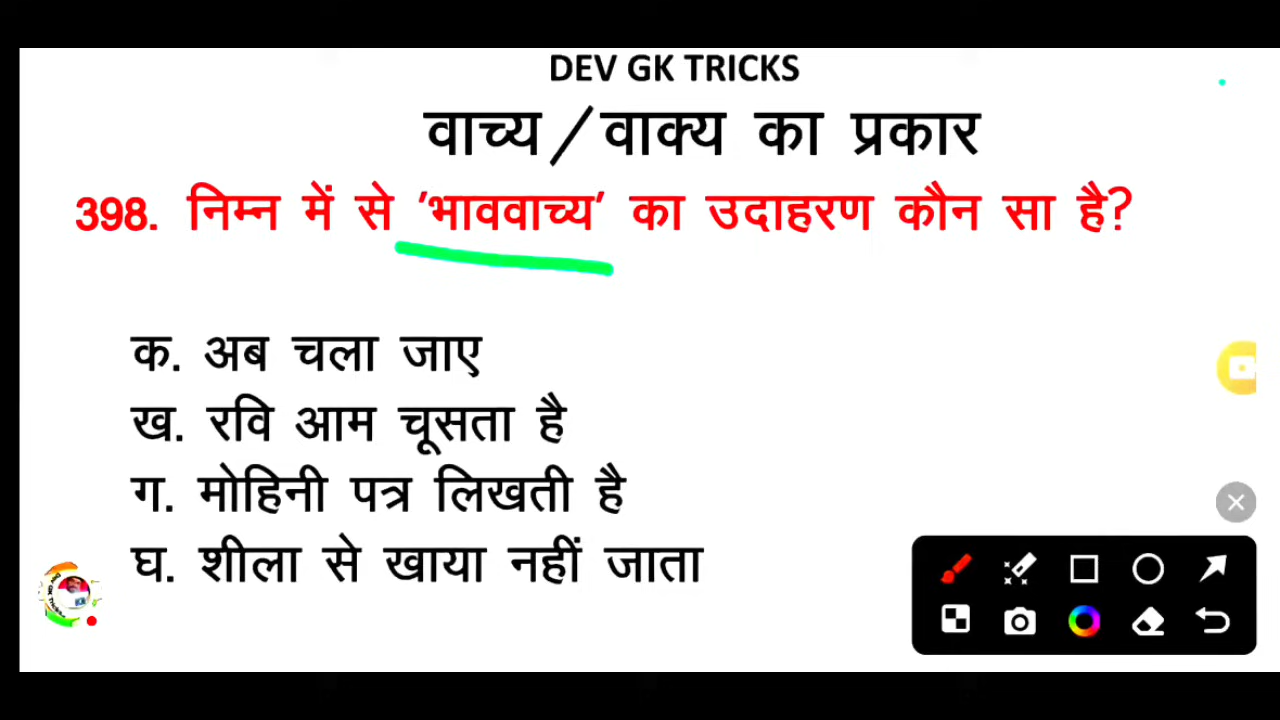 DEV GK TRICKS
वाच्य/वाक्य का प्रकार
398. निम्न में से 'भाववाच्य' का उदाहरण कौन सा है?
क. अब चला जाए
ख. रवि आम चूसता है
ग. मोहिनी पत्र लिखती है
घ. शीला से खाया नहीं जाता